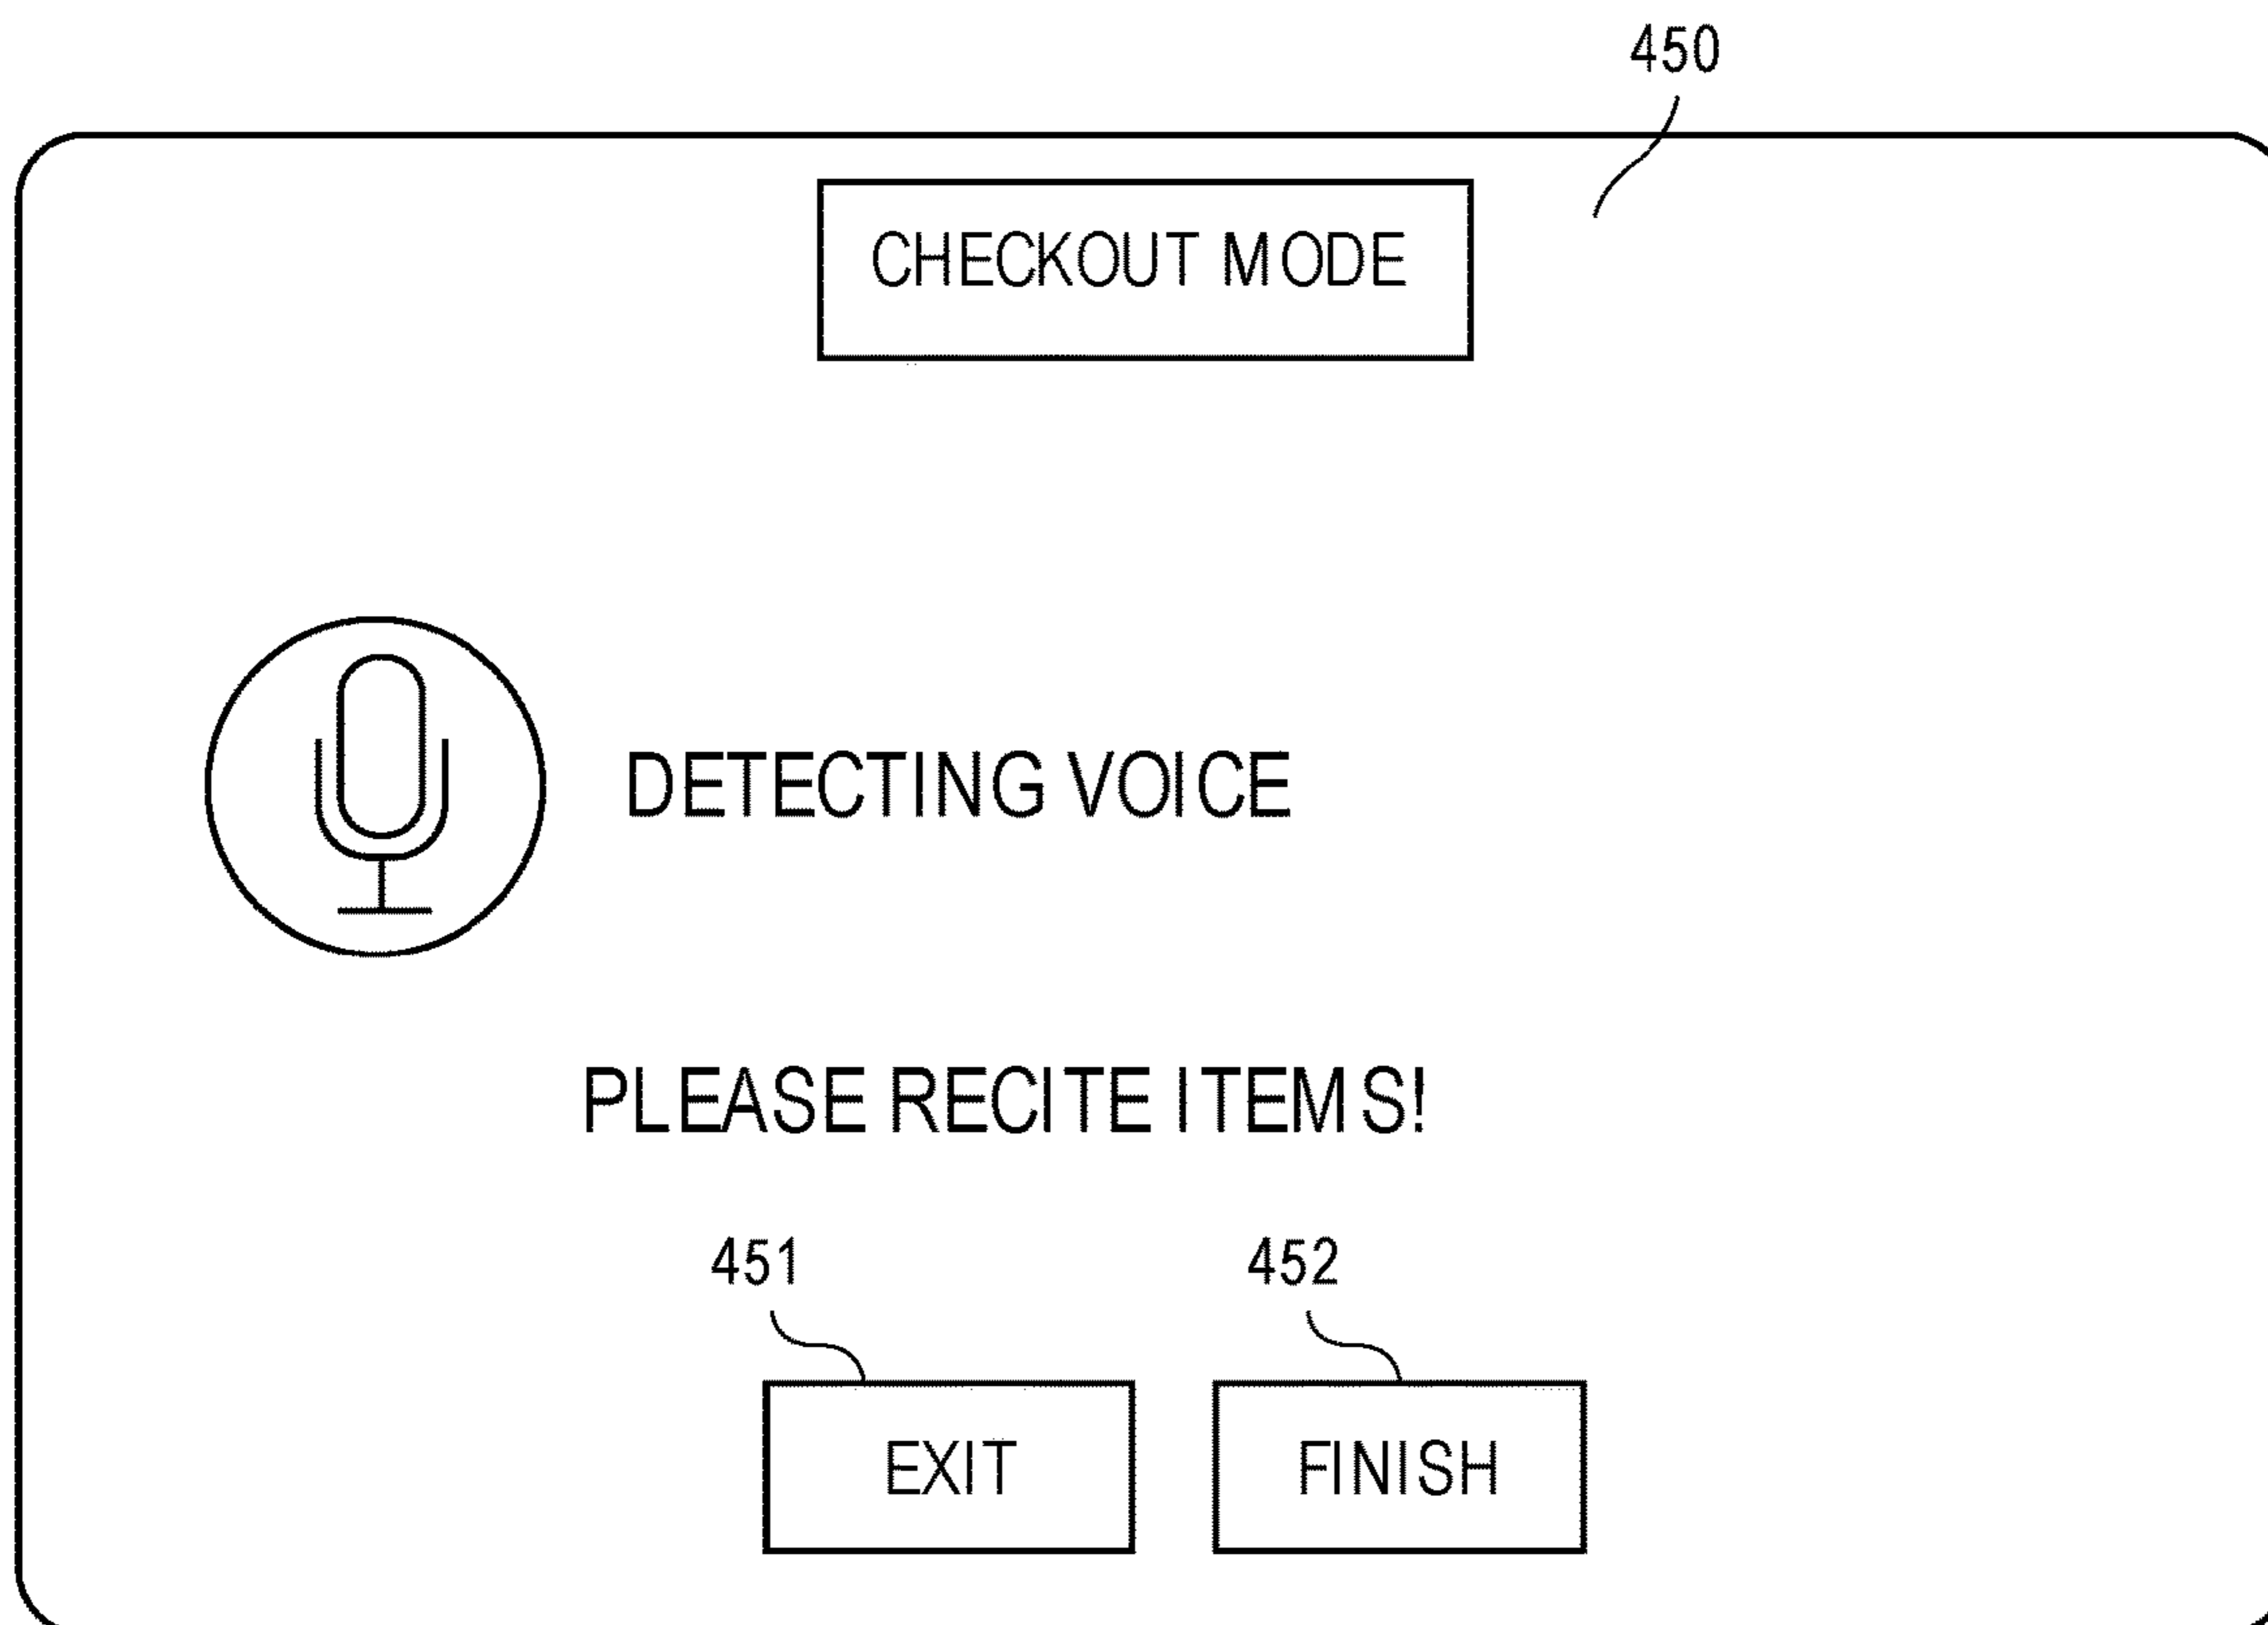 450
CHECKOUT MODE
DETECTING VOICE
PLEASE RECITE ITEMS!
451 452
EXIT FINISH